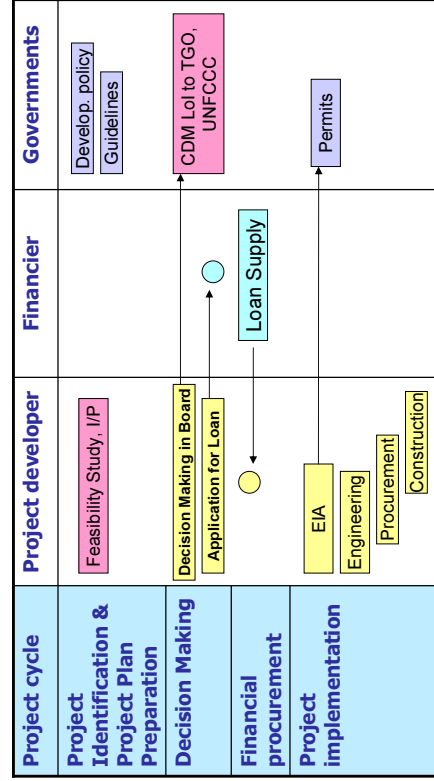 Project cycle
Project developer
Financier
Governments
Project
Identification &
Project Plan
Preparation
Feasibility Study, I/P
Develop. policy
Guidelines
Decision Making
Decision Making in Board
Application for Loan
CDM LoI to TGO,
UNFCCC
Financial
procurement
Loan Supply
Project
implementation
EIA
Engineering
Procurement
Construction
Permits